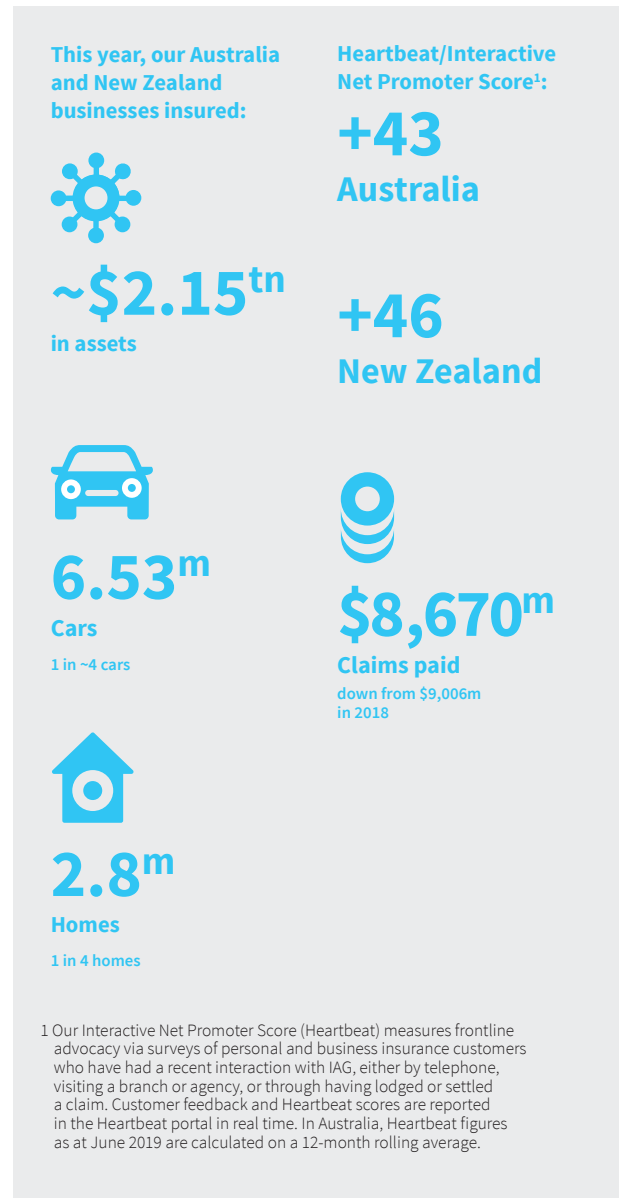 This year, our Australia
and New Zealand
businesses insured:
~$2.15tn
in assets
6.53m
Cars
1 in ~4 cars
2.8m
Homes
1 in 4 homes
Heartbeat/Interactive
Net Promoter Score¹:
+43
Australia
+46
New Zealand
$8,670m
Claims paid
down from $9,006m
in 2018
1 Our Interactive Net Promoter Score (Heartbeat) measures frontline
advocacy via surveys of personal and business insurance customers
who have had a recent interaction with IAG, either by telephone,
visiting a branch or agency, or through having lodged or settled
a claim. Customer feedback and Heartbeat scores are reported
in the Heartbeat portal in real time. In Australia, Heartbeat figures
as at June 2019 are calculated on a 12-month rolling average.